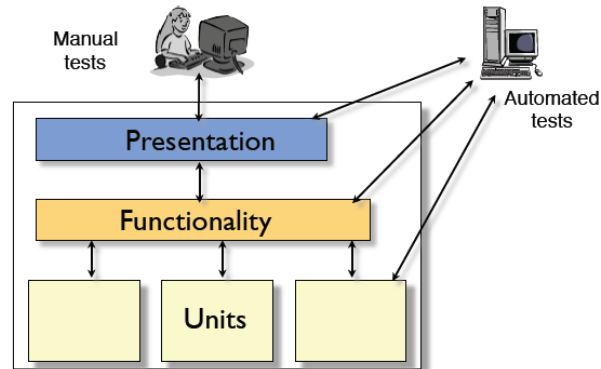 Manual
tests
Automated
tests
Presentation
Functionality
Units